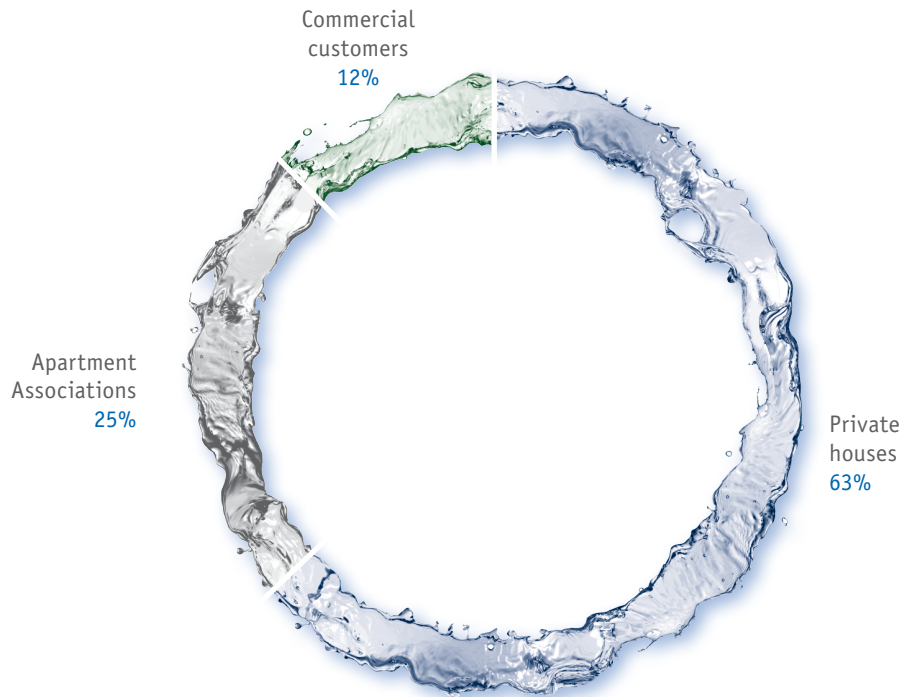 Commercial
customers
12%
Apartment
Associations
25%
Private
houses
63%